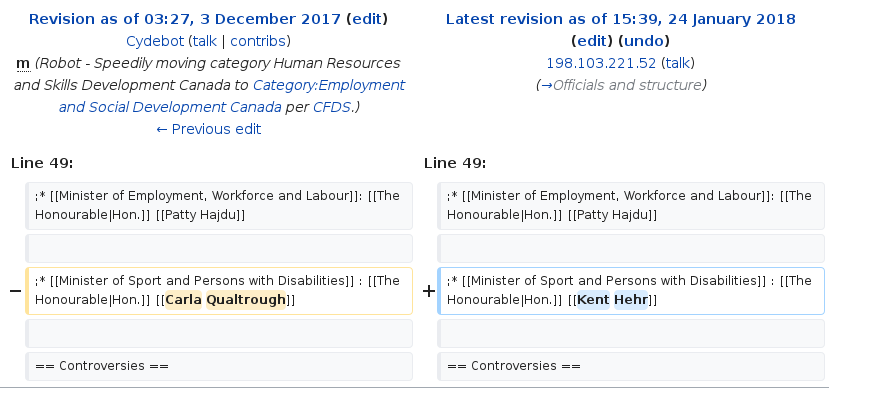 Revision as of 03:27, 3 December 2017 (edit)
Cydebot (talk | contribs)
m (Robot - Speedily moving category Human Resources
and Skills Development Canada to Category:Employment
and Social Development Canada per CFDS.)
← Previous edit
Latest revision as of 15:39, 24 January 2018
(edit) (undo)
198.103.221.52 (talk)
(→Officials and structure)
Line 49:
Line 49:
;* [[Minister of Employment, Workforce and Labour]]: [[The
Honourable|Hon.]] [[Patty Hajdu]]
;* [[Minister of Employment, Workforce and Labour]]: [[The
Honourable|Hon.]] [[Patty Hajdu]]
− ;* [[Minister of Sport and Persons with Disabilities]] : [[The
Honourable|Hon.]] [[Carla Qualtrough]]
+ ;* [[Minister of Sport and Persons with Disabilities]] : [[The
Honourable|Hon.]] [[Kent Hehr]]
== Controversies ==
== Controversies ==